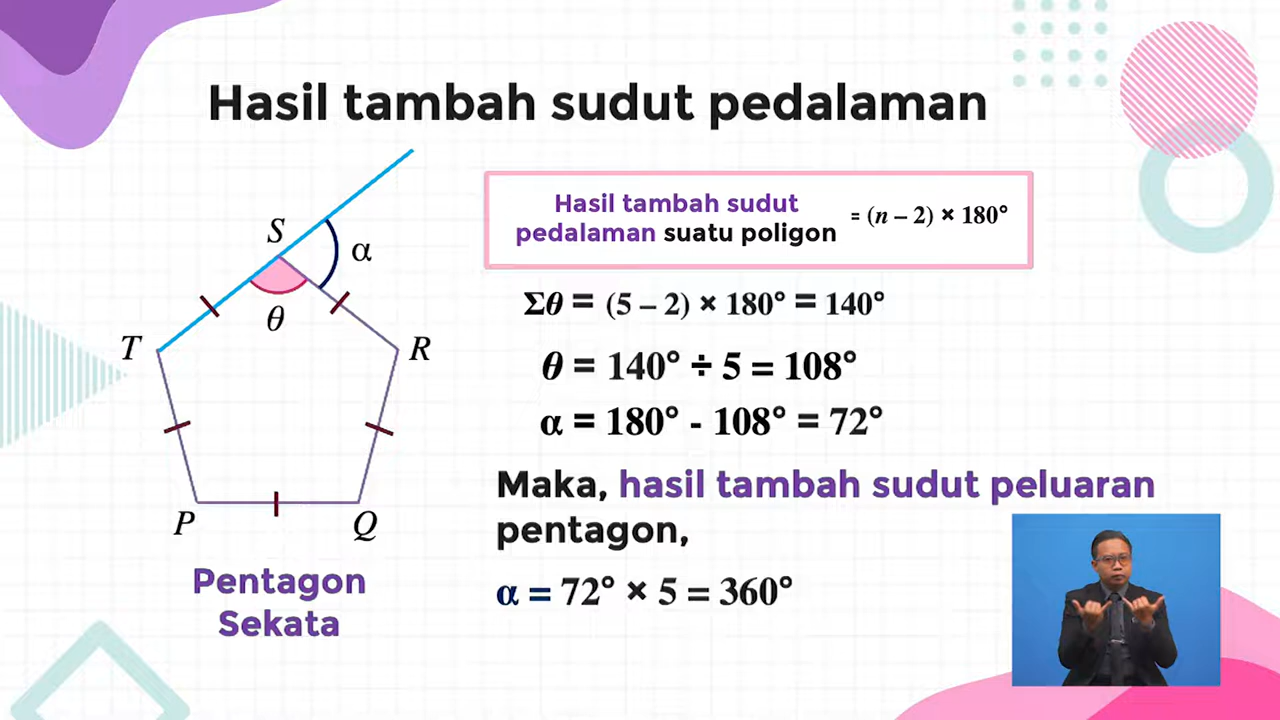 Hasil tambah sudut pedalaman
S
α
θ
T
R
P
Q
Pentagon
Sekata
Hasil tambah sudut
pedalaman suatu poligon = (n – 2) × 180°
Σθ = (5 – 2) × 180° = 140°
θ = 140° ÷ 5 = 108°
α = 180° - 108° = 72°
Maka, hasil tambah sudut peluaran
pentagon,
α = 72° × 5 = 360°